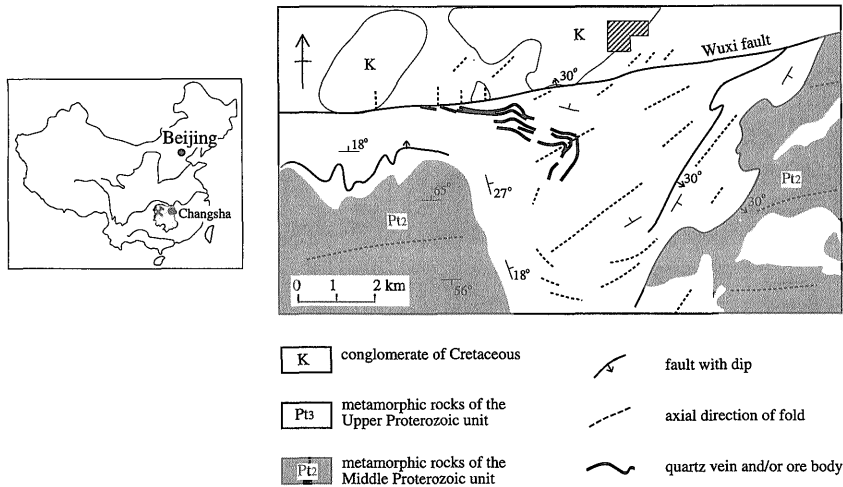 K
K
Wuxi fault
30°
Beijing
18°
Changsha
30°
Pt2
65°
27°
30°
Pt2
18°
56°
0 1 2 km
K conglomerate of Cretaceous
fault with dip
Pt3 metamorphic rocks of the
Upper Proterozoic unit
axial direction of fold
Pt2 metamorphic rocks of the
Middle Proterozoic unit
quartz vein and/or ore body